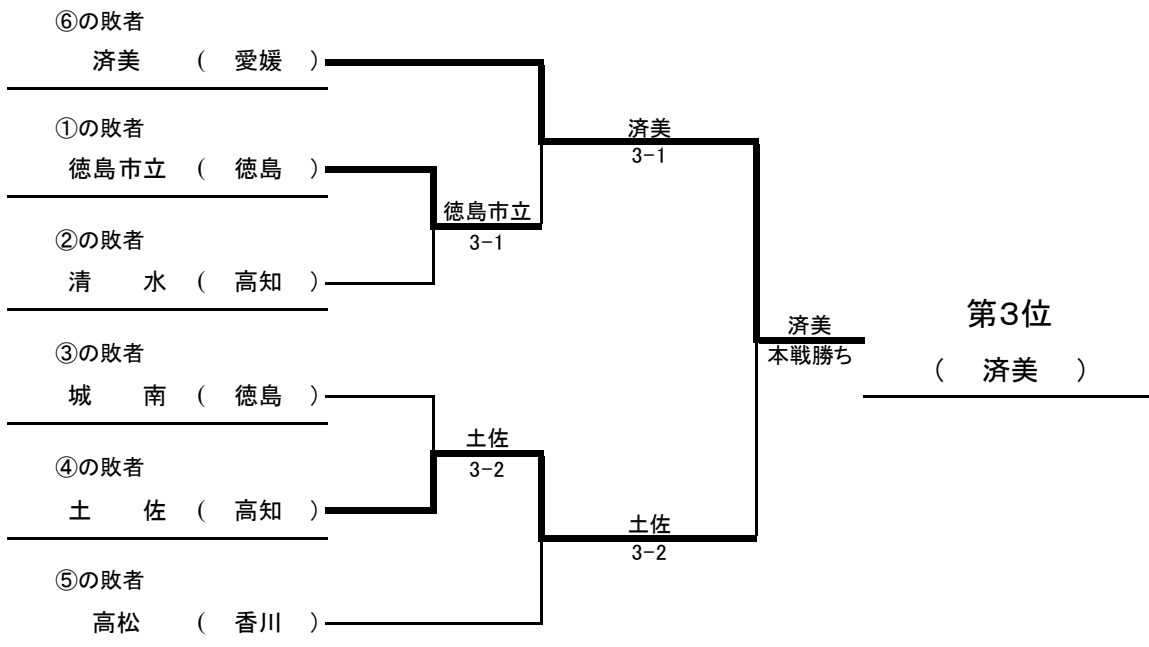 ⑥の敗者
済美 ( 愛媛 )
①の敗者
徳島市立 ( 徳島 )
②の敗者
清 水 ( 高知 )
③の敗者
城 南 ( 徳島 )
④の敗者
土 佐 ( 高知 )
⑤の敗者
高松 ( 香川 )
徳島市立
3-1
土佐
3-2
済美
3-1
土佐
3-2
済美
本戦勝ち
第3位
( 済美 )